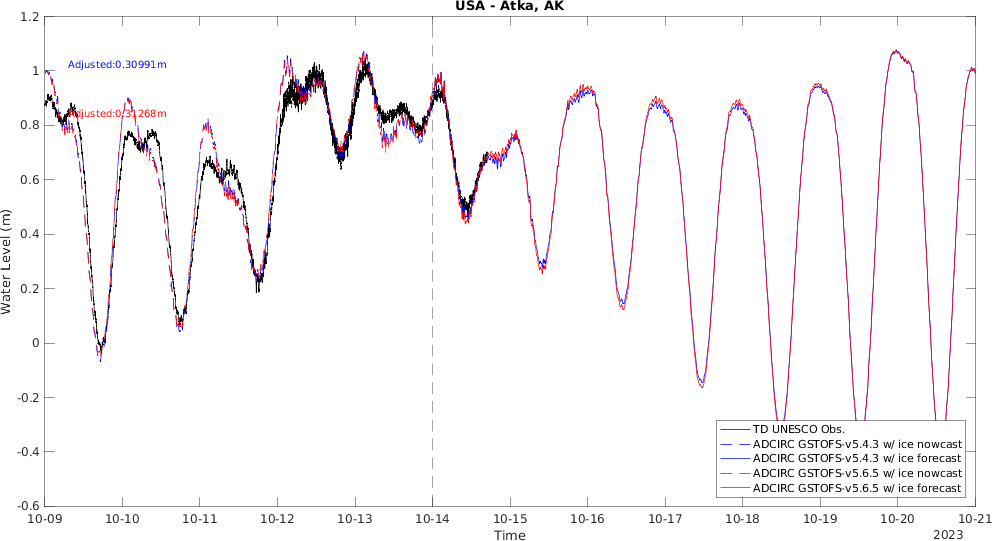 USA - Atka, AK
1.2
1
0.8
0.6
0.4
0.2
0
-0.2
-0.4
-0.6
Water Level (m)
Adjusted:0.30991m
Adjusted:0.31268m
TD UNESCO Obs.
ADCIRC GSTOFS-v5.4.3 w/ ice nowcast
ADCIRC GSTOFS-v5.4.3 w/ ice forecast
ADCIRC GSTOFS-v5.6.5 w/ ice nowcast
ADCIRC GSTOFS-v5.6.5 w/ ice forecast
10-09 10-10 10-11 10-12 10-13 10-14 10-15 10-16 10-17 10-18 10-19 10-20 10-21
Time
2023